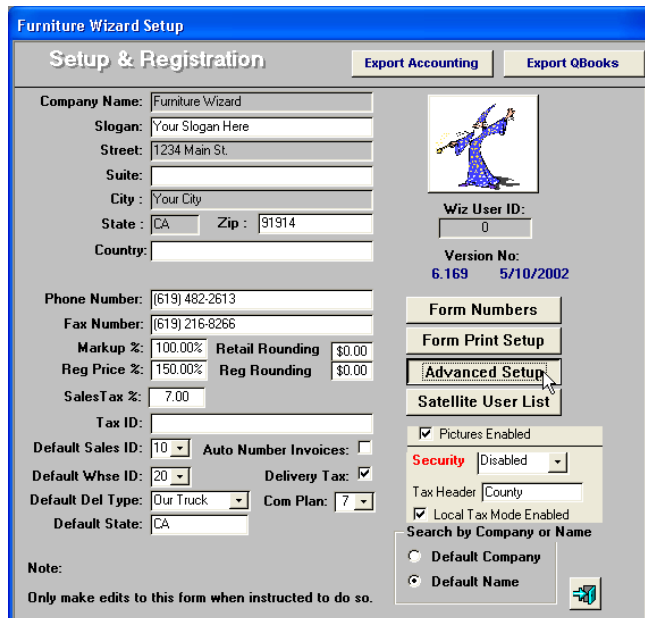 Furniture Wizard Setup
Setup & Registration
Export Accounting
Export QBooks
Company Name: Furniture Wizard
Slogan: Your Slogan Here
Street: 1234 Main St.
Suite:
City : Your City
State : CA Zip : 91914
Country:
Wiz User ID:
0
Version No:
6.169 5/10/2002
Phone Number: (619) 482-2613
Fax Number: (619) 216-8266
Markup %: 100.00% Retail Rounding $0.00
Reg Price %: 150.00% Reg Rounding $0.00
SalesTax %: 7.00
Tax ID:
Default Sales ID: 10 Auto Number Invoices:
Default Whse ID: 20 Delivery Tax:
Default Del Type: Our Truck Com Plan: 7
Default State: CA
Form Numbers
Form Print Setup
Advanced Setup
Satellite User List
Pictures Enabled
Security Disabled
Tax Header County
Local Tax Mode Enabled
Search by Company or Name
Default Company
Default Name
Note:
Only make edits to this form when instructed to do so.